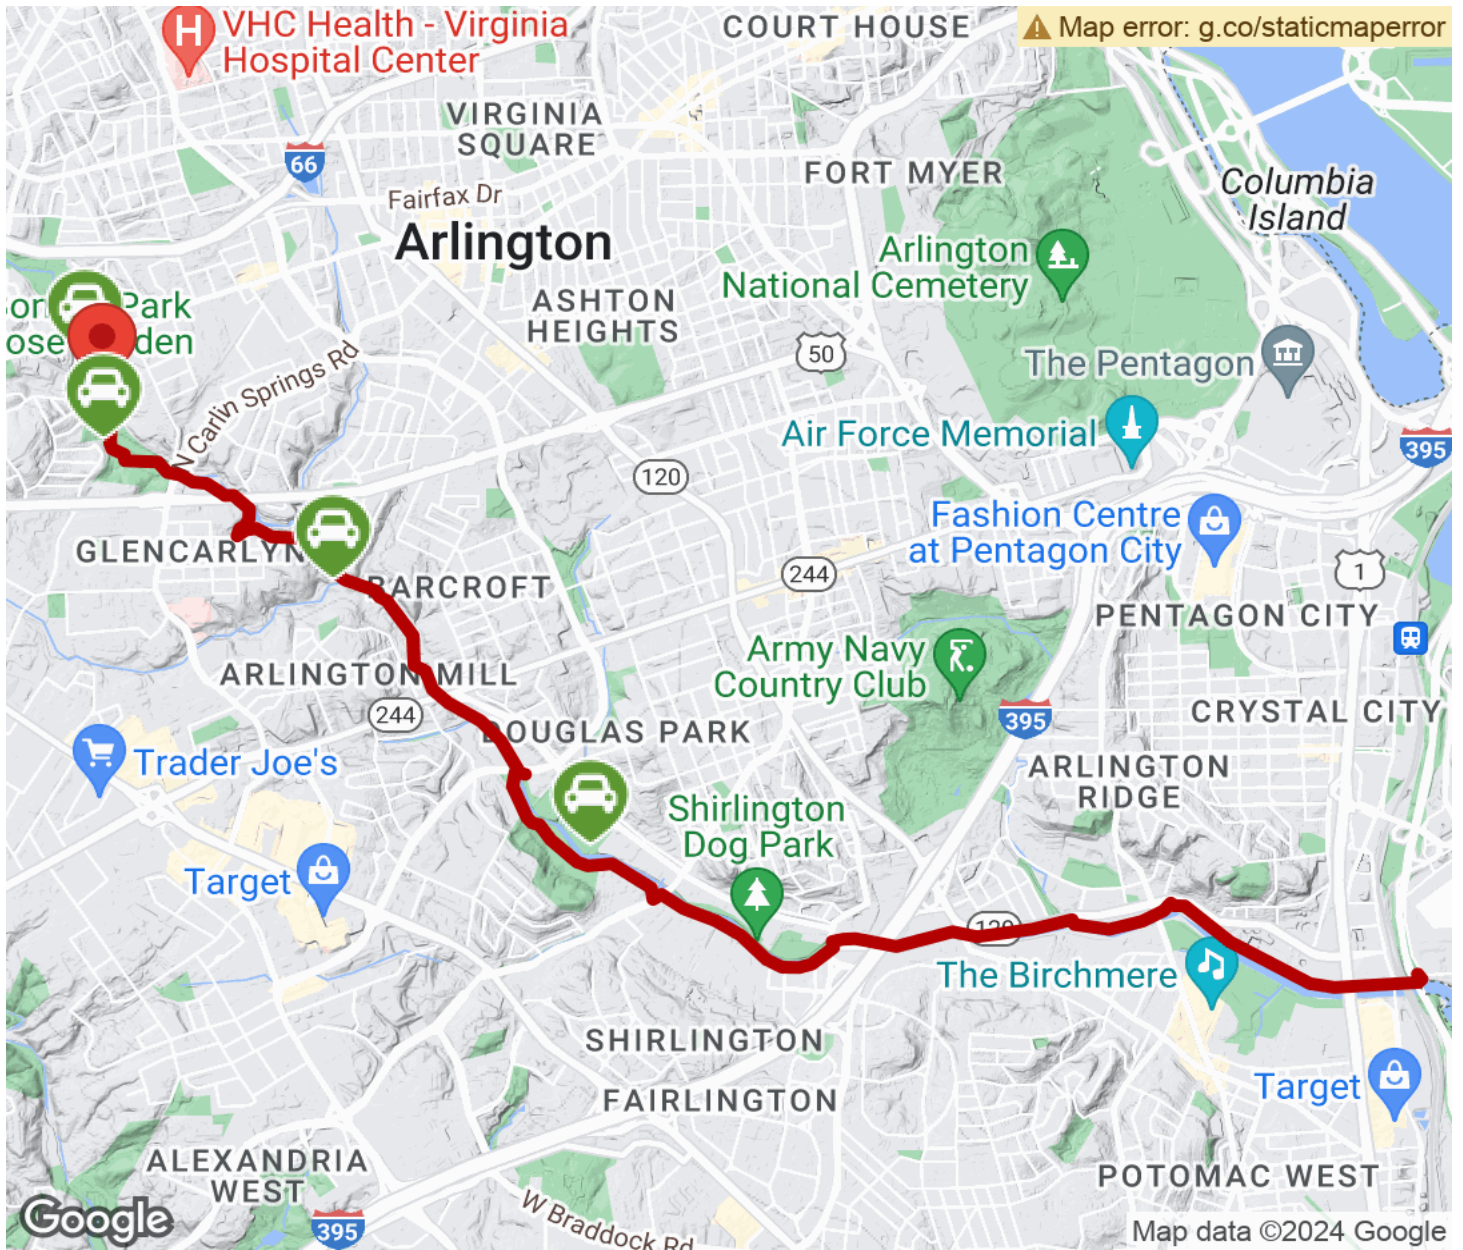 VHC Health - Virginia
Hospital Center
COURT HOUSE
Map error: g.co/staticmaperror
VIRGINIA
SQUARE
66
Fairfax Dr
FORT MYER
Columbia
Island
Arlington
Arlington
National Cemetery
ASHTON
HEIGHTS
Park
N Carlin Springs Rd
50
The Pentagon
Air Force Memorial
395
120
Fashion Centre
at Pentagon City
GLENCARLYN
BARCROFT
244
1
PENTAGON CITY
Army Navy
Country Club
ARLINGTON MILL
244
395
CRYSTAL CITY
DOUGLAS PARK
Trader Joe's
ARLINGTON
RIDGE
Shirlington
Dog Park
Target
120
The Birchmere
SHIRLINGTON
FAIRLINGTON
Target
ALEXANDRIA
WEST
POTOMAC WEST
W Braddock Rd
Google
395
Map data ©2024 Google